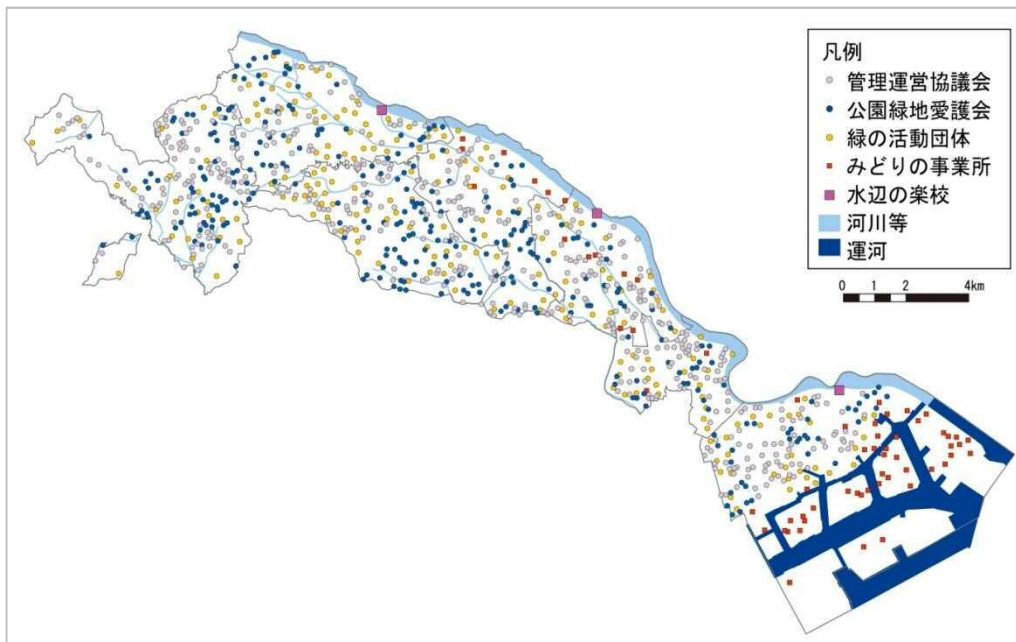 凡例
管理運営協議会
公園緑地愛護会
緑の活動団体
みどりの事業所
水辺の楽校
河川等
運河
0 1 2 4km